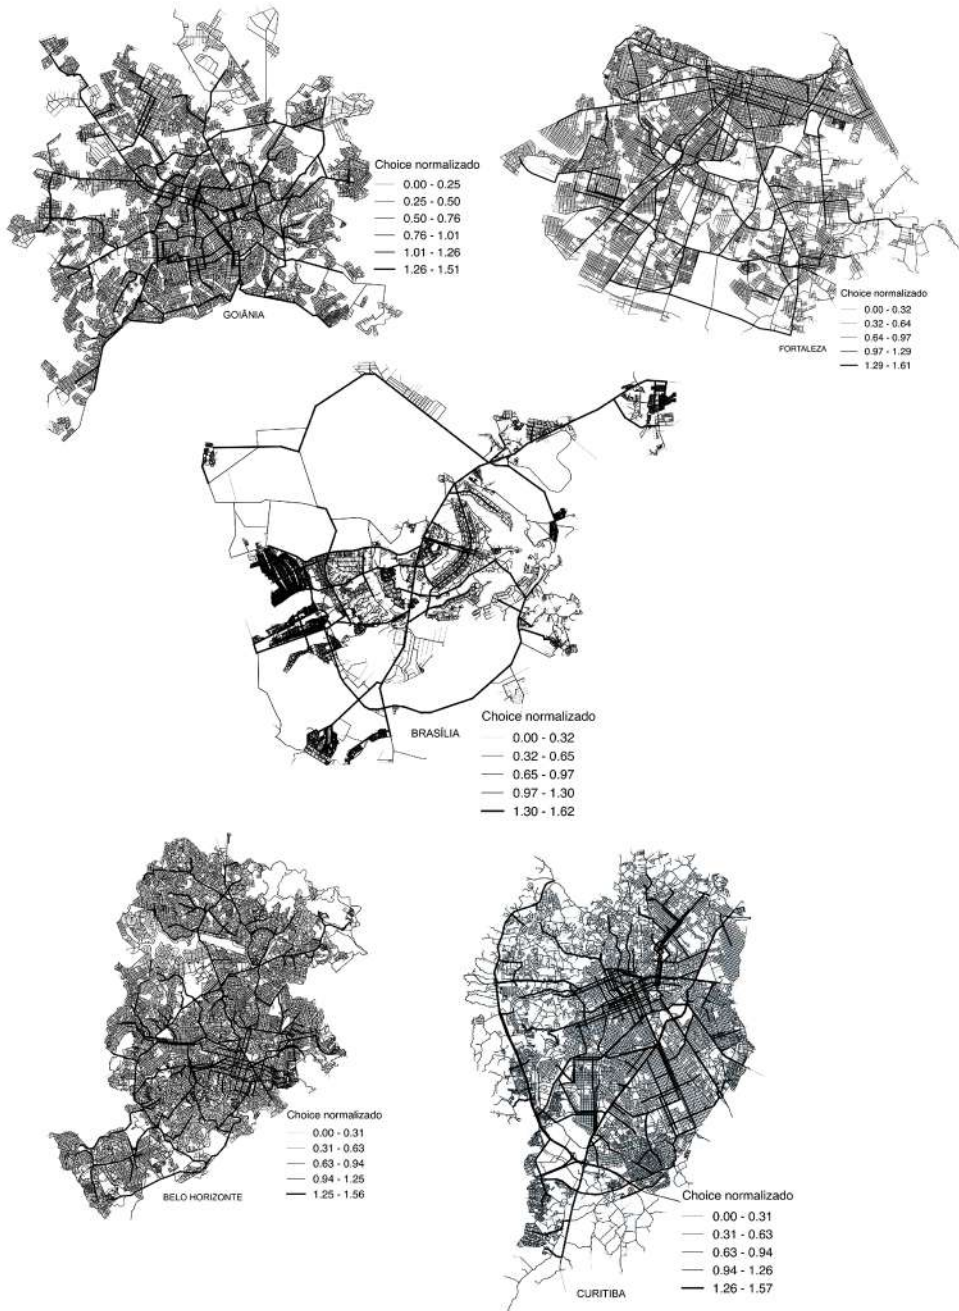 Choice normalizado
0.00 - 0.25
0.25 - 0.50
0.50 - 0.76
0.76 - 1.01
1.01 - 1.26
1.26 - 1.51
GOIÂNIA
Choice normalizado
0.00 - 0.32
0.32 - 0.64
0.64 - 0.97
0.97 - 1.29
1.29 - 1.61
FORTALEZA
Choice normalizado
0.00 - 0.32
0.32 - 0.65
0.65 - 0.97
0.97 - 1.30
1.30 - 1.62
BRASÍLIA
Choice normalizado
0.00 - 0.31
0.31 - 0.63
0.63 - 0.94
0.94 - 1.25
1.25 - 1.56
BELO HORIZONTE
Choice normalizado
0.00 - 0.31
0.31 - 0.63
0.63 - 0.94
0.94 - 1.26
1.26 - 1.57
CURITIBA